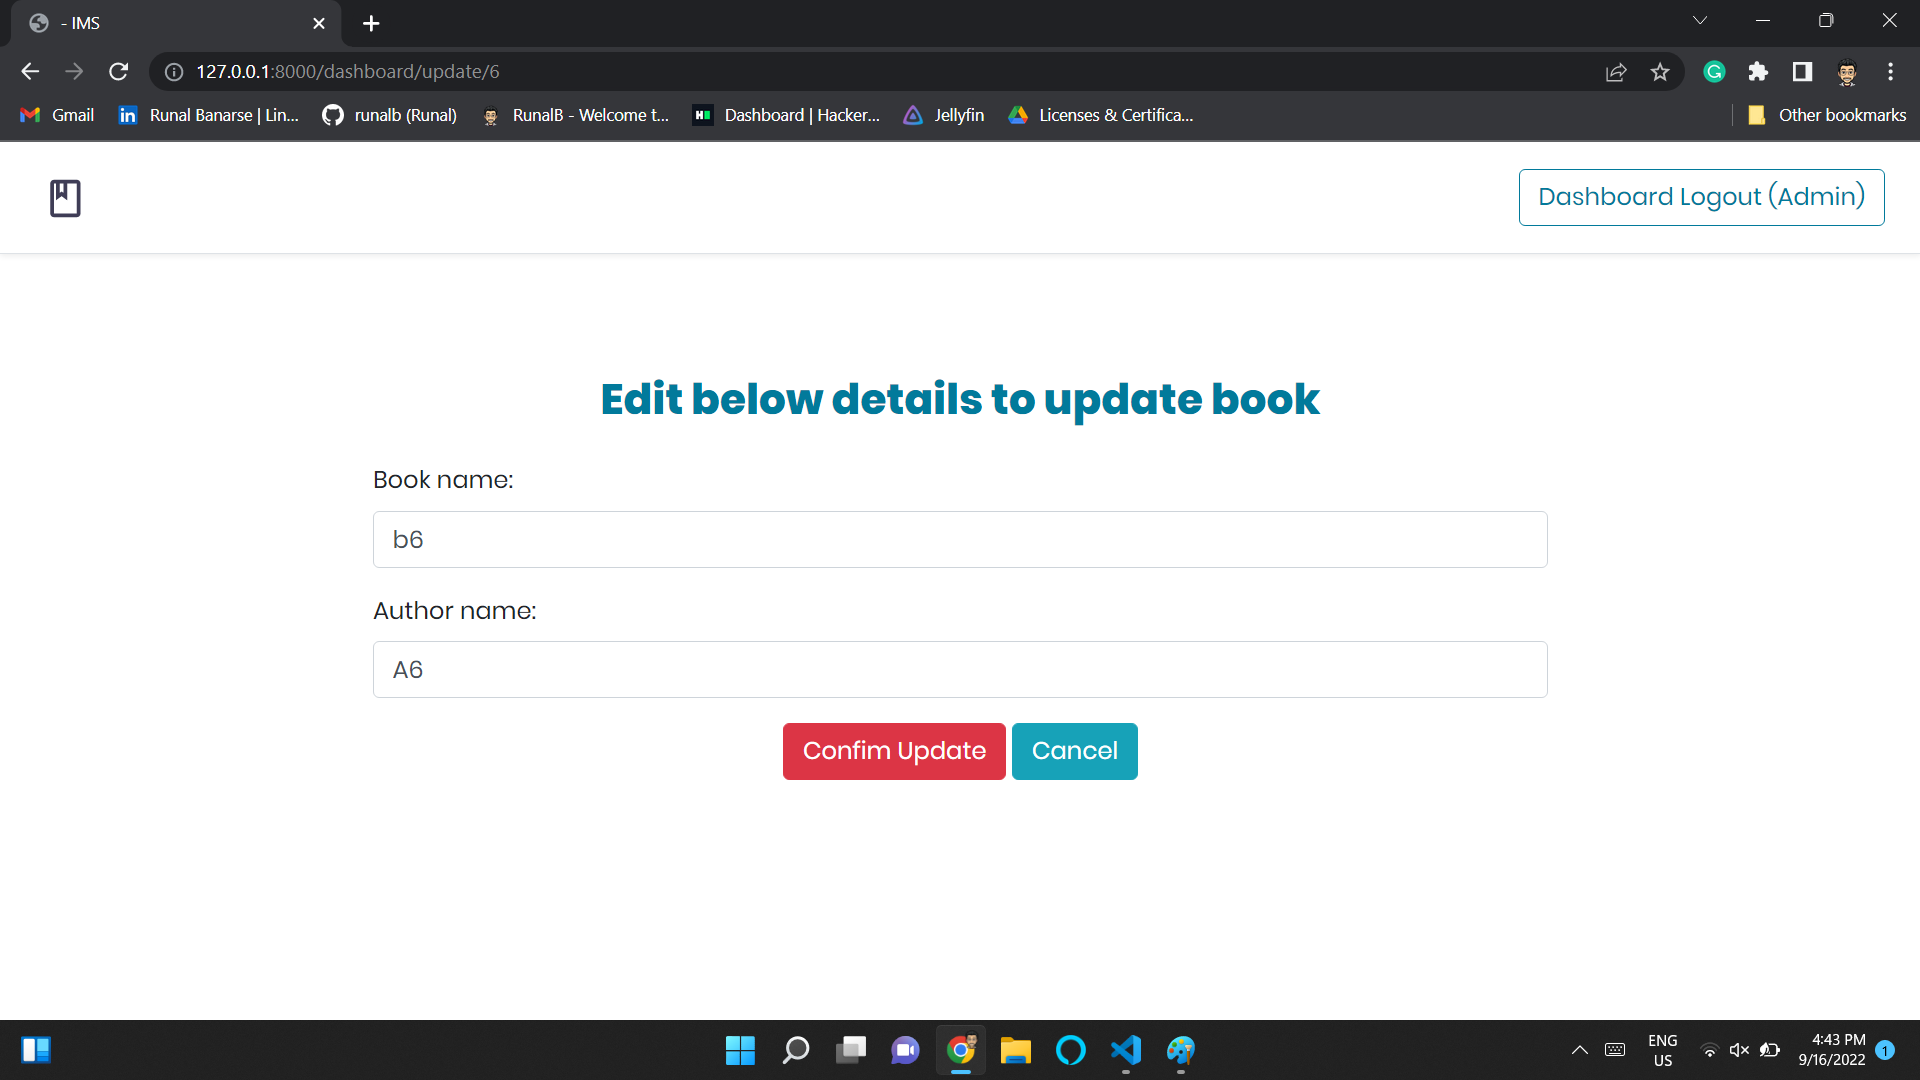 - IMS
127.0.0.1:8000/dashboard/update/6
Gmail
Runal Banarse | Lin...
runalb (Runal)
RunalB - Welcome t...
Dashboard | Hacker...
Jellyfin
Licenses & Certifica...
Other bookmarks
Dashboard Logout (Admin)
Edit below details to update book
Book name:
b6
Author name:
A6
Confim Update
Cancel
ENG
US
4:43 PM
9/16/2022
1